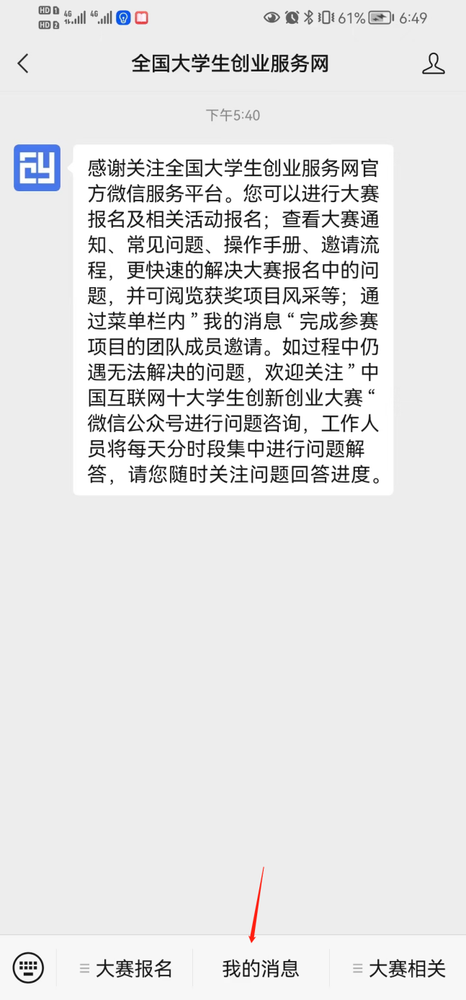 HD 1 4G 4G 61% 6:49
HD 2
全国大学生创业服务网
下午5:40
感谢关注全国大学生创业服务网官
方微信服务平台。您可以进行大赛
报名及相关活动报名；查看大赛通
知、常见问题、操作手册、邀请流
程，更快速的解决大赛报名中的问
题，并可阅览获奖项目风采等；通
过菜单栏内”我的消息“完成参赛
项目的团队成员邀请。如过程中仍
遇无法解决的问题，欢迎关注”中
国互联网十大学生创新创业大赛“
微信公众号进行问题咨询，工作人
员将每天分时段集中进行问题解
答，请您随时关注问题回答进度。
大赛报名 我的消息 大赛相关